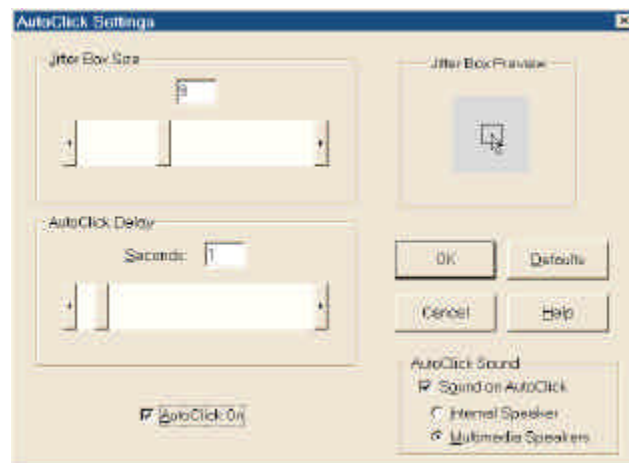 AutoClick Settings
Jitter Box Size
9
Jitter Box Preview
AutoClick Delay
Seconds: 1
OK
Defaults
Cancel
Help
AutoClick Sound
Sound on AutoClick
Internal Speaker
Multimedia Speakers
AutoClick On